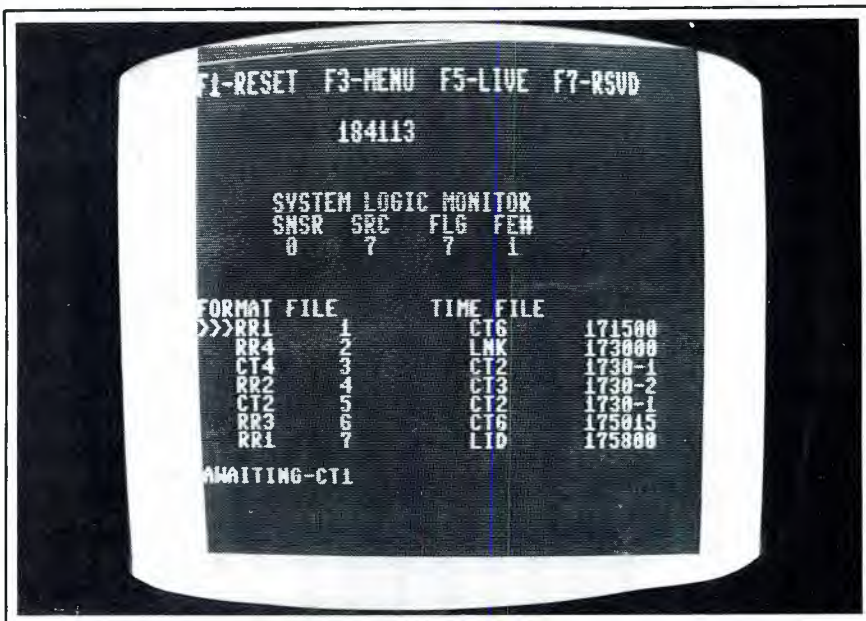 F1-RESET F3-MENU F5-LIVE F7-RSVD
184113
SYSTEM LOGIC MONITOR
SNSR SRC FLG FEH
0 7 7 1
FORMAT FILE TIME FILE
>>>RR1 1 CT6 171500
RR4 2 LNK 173000
CT4 3 CT2 1730-1
RR2 4 CT3 1730-2
CT2 5 CT2 1730-1
RR3 6 CT6 175015
RR1 7 LID 175800
AWAITING-CT1